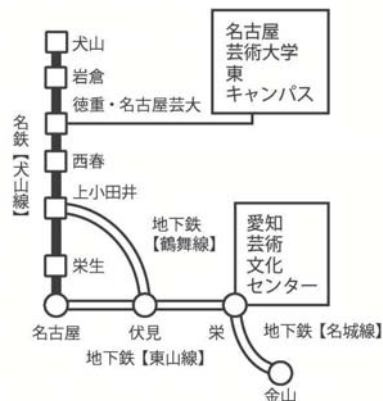 犬山
岩倉
徳重・名古屋芸大
西春
上小田井
栄生
名古屋
伏見
栄
金山
名鉄【犬山線】
地下鉄
【鶴舞線】
地下鉄【東山線】
地下鉄【名城線】
名古屋
芸術大学
東
キャンパス
愛知
芸術
文化
センター